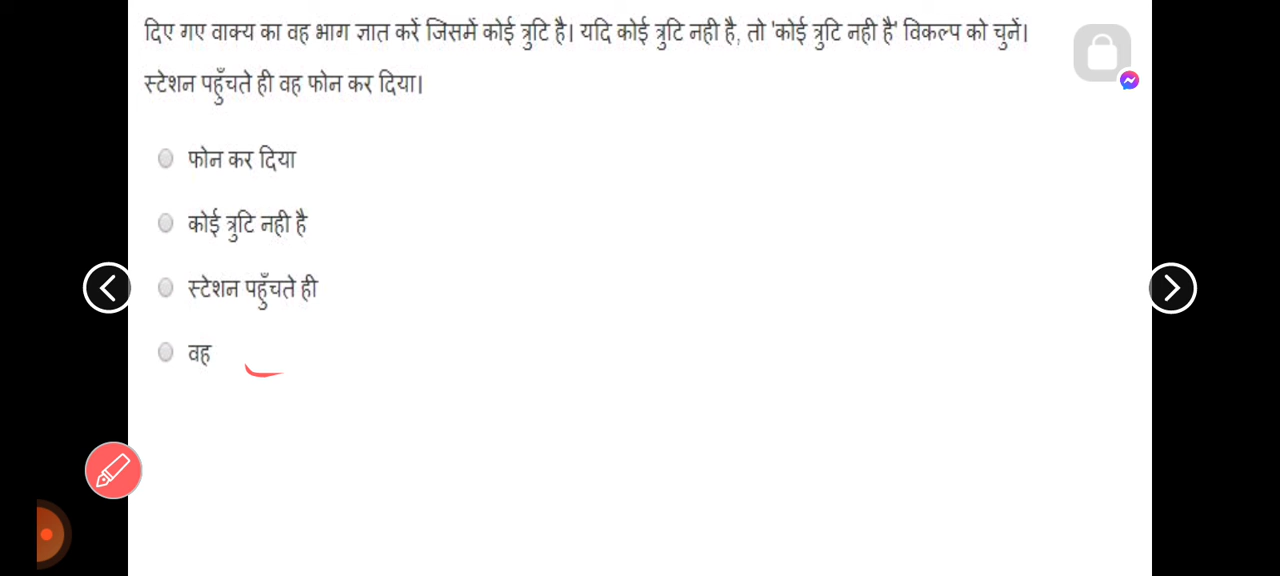 दिए गए वाक्य का वह भाग ज्ञात करें जिसमें कोई त्रुटि है। यदि कोई त्रुटि नही है, तो 'कोई त्रुटि नही है' विकल्प को चुनें।
स्टेशन पहुँचते ही वह फोन कर दिया।
फोन कर दिया
कोई त्रुटि नही है
स्टेशन पहुँचते ही
वह